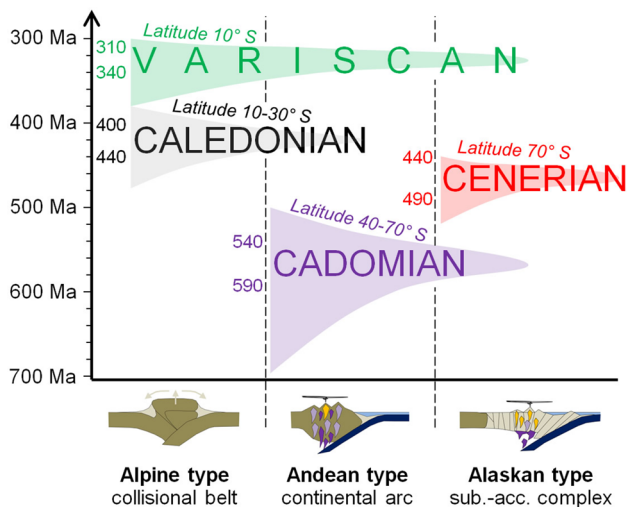 300 Ma
Latitude 10° S
310
340
VARISCAN
400 Ma
Latitude 10-30° S
400
440
CALEDONIAN
Latitude 70° S
440
490
CENERIAN
500 Ma
Latitude 40-70° S
540
590
CADOMIAN
600 Ma
700 Ma
Alpine type
collisional belt
Andean type
continental arc
Alaskan type
sub.-acc. complex